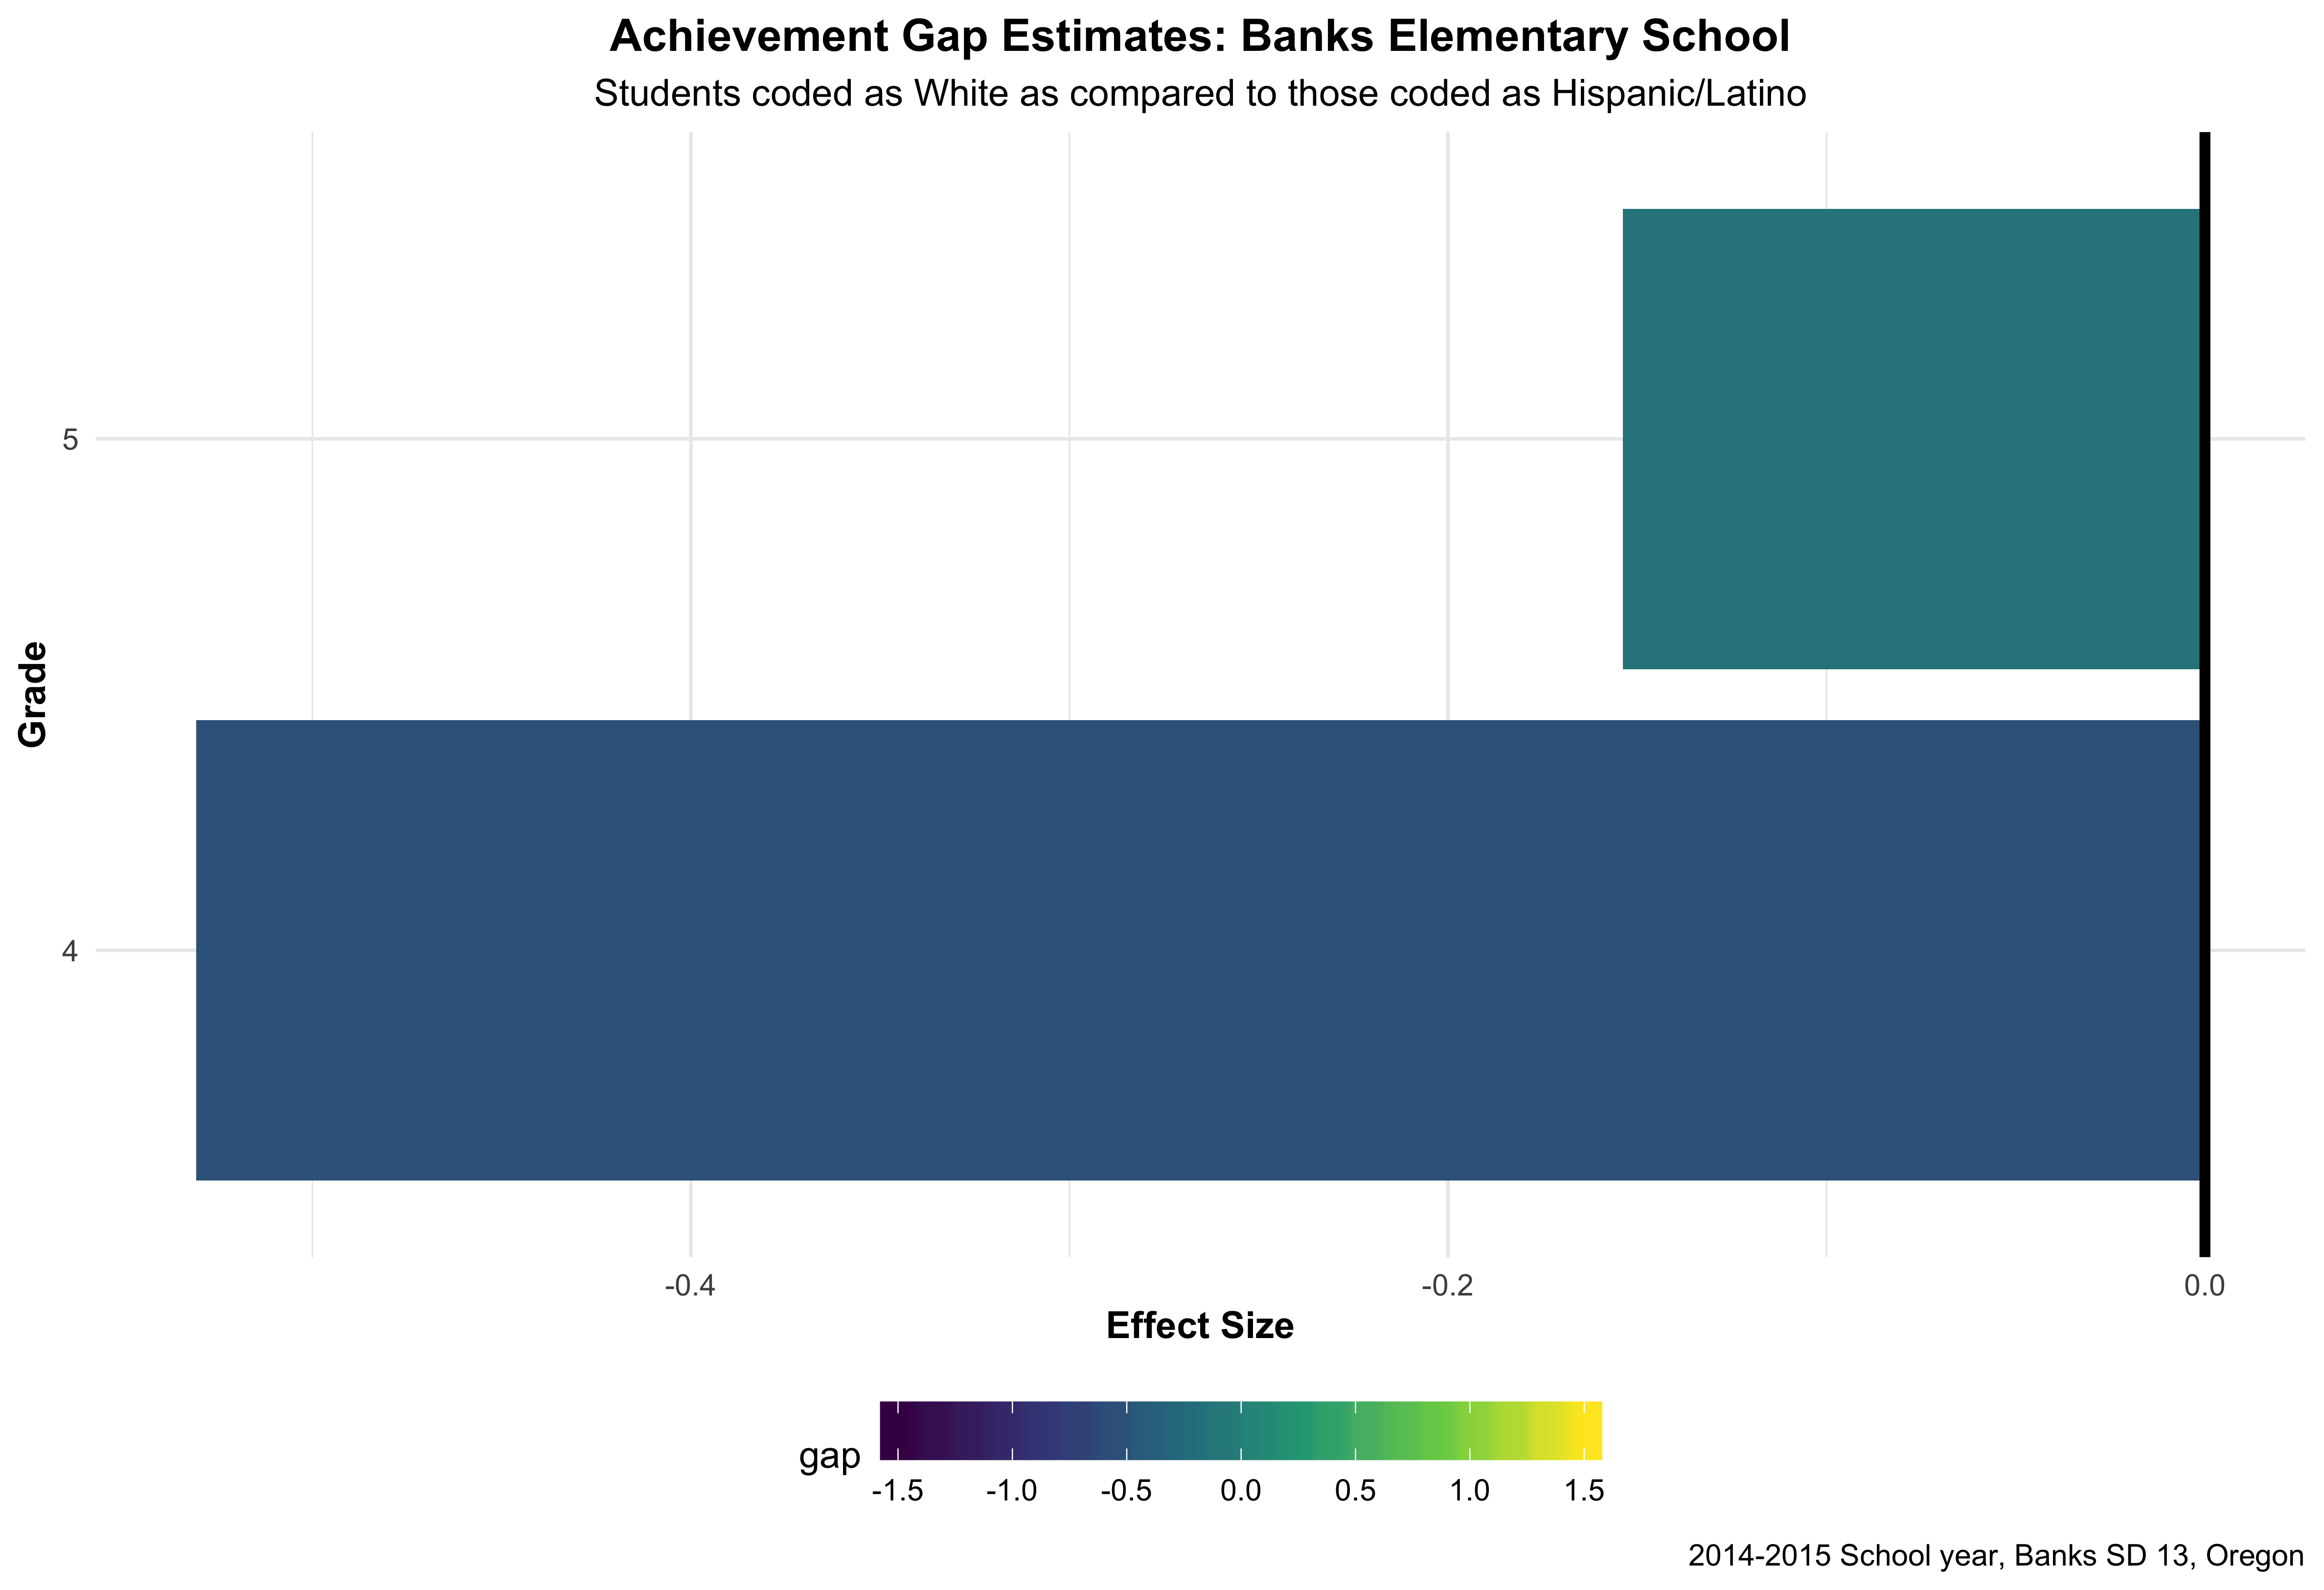 Achievement Gap Estimates: Banks Elementary School
Students coded as White as compared to those coded as Hispanic/Latino
Grade
5
4
-0.4 -0.2 0.0
Effect Size
gap
-1.5 -1.0 -0.5 0.0 0.5 1.0 1.5
2014-2015 School year, Banks SD 13, Oregon